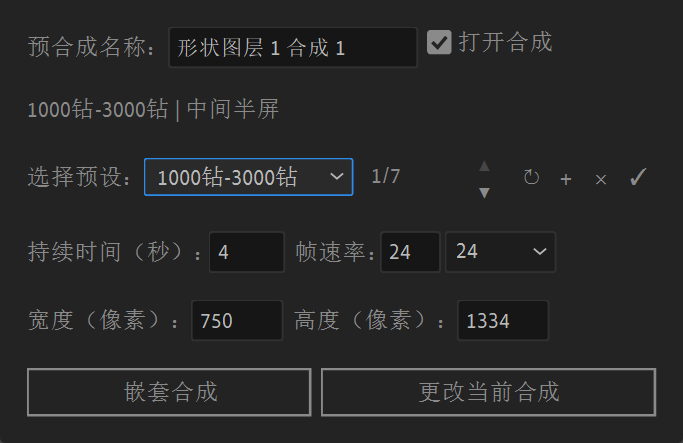 预合成名称： 形状图层 1 合成 1 打开合成
1000钻-3000钻 | 中间半屏
选择预设： 1000钻-3000钻 1/7
持续时间（秒）： 4 帧速率： 24 24
宽度（像素）： 750 高度（像素）： 1334
嵌套合成 更改当前合成